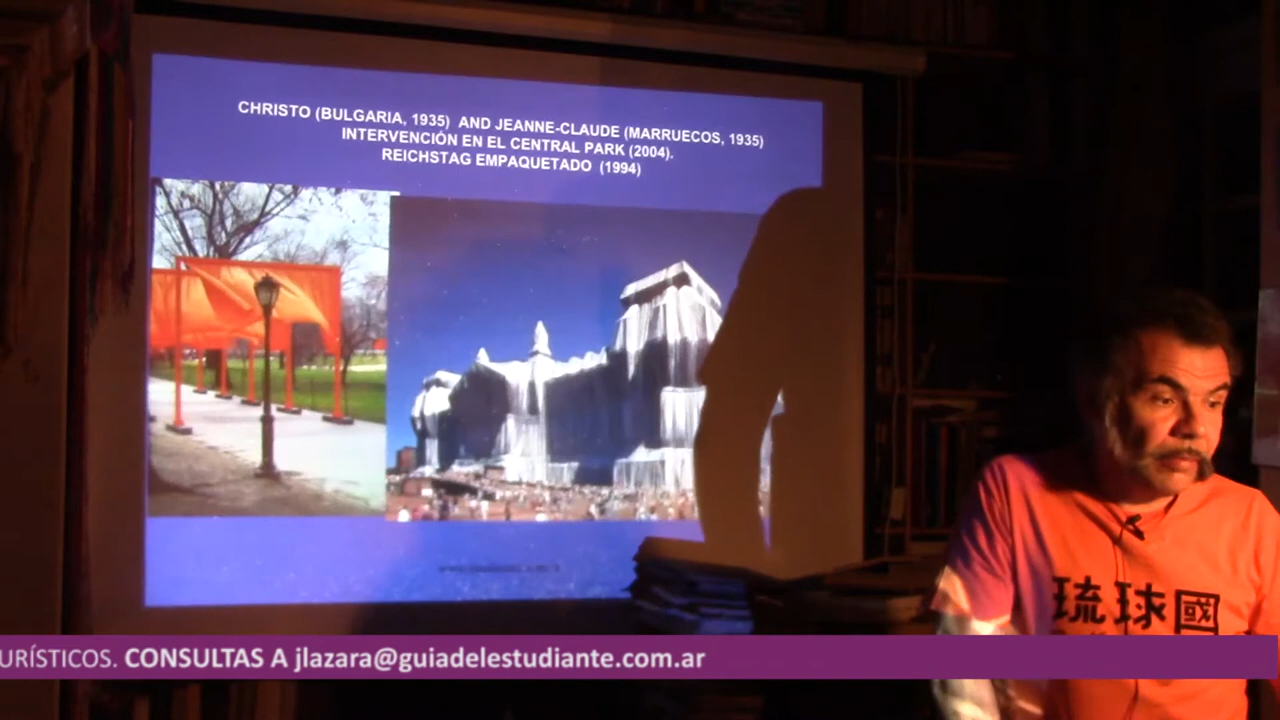 CHRISTO (BULGARIA, 1935)  AND JEANNE-CLAUDE (MARRUECOS, 1935)
INTERVENCIÓN EN EL CENTRAL PARK (2004).
REICHSTAG EMPAQUETADO  (1994)
琉球國
URÍSTICOS. CONSULTAS A jlazara@guiadelestudiante.com.ar